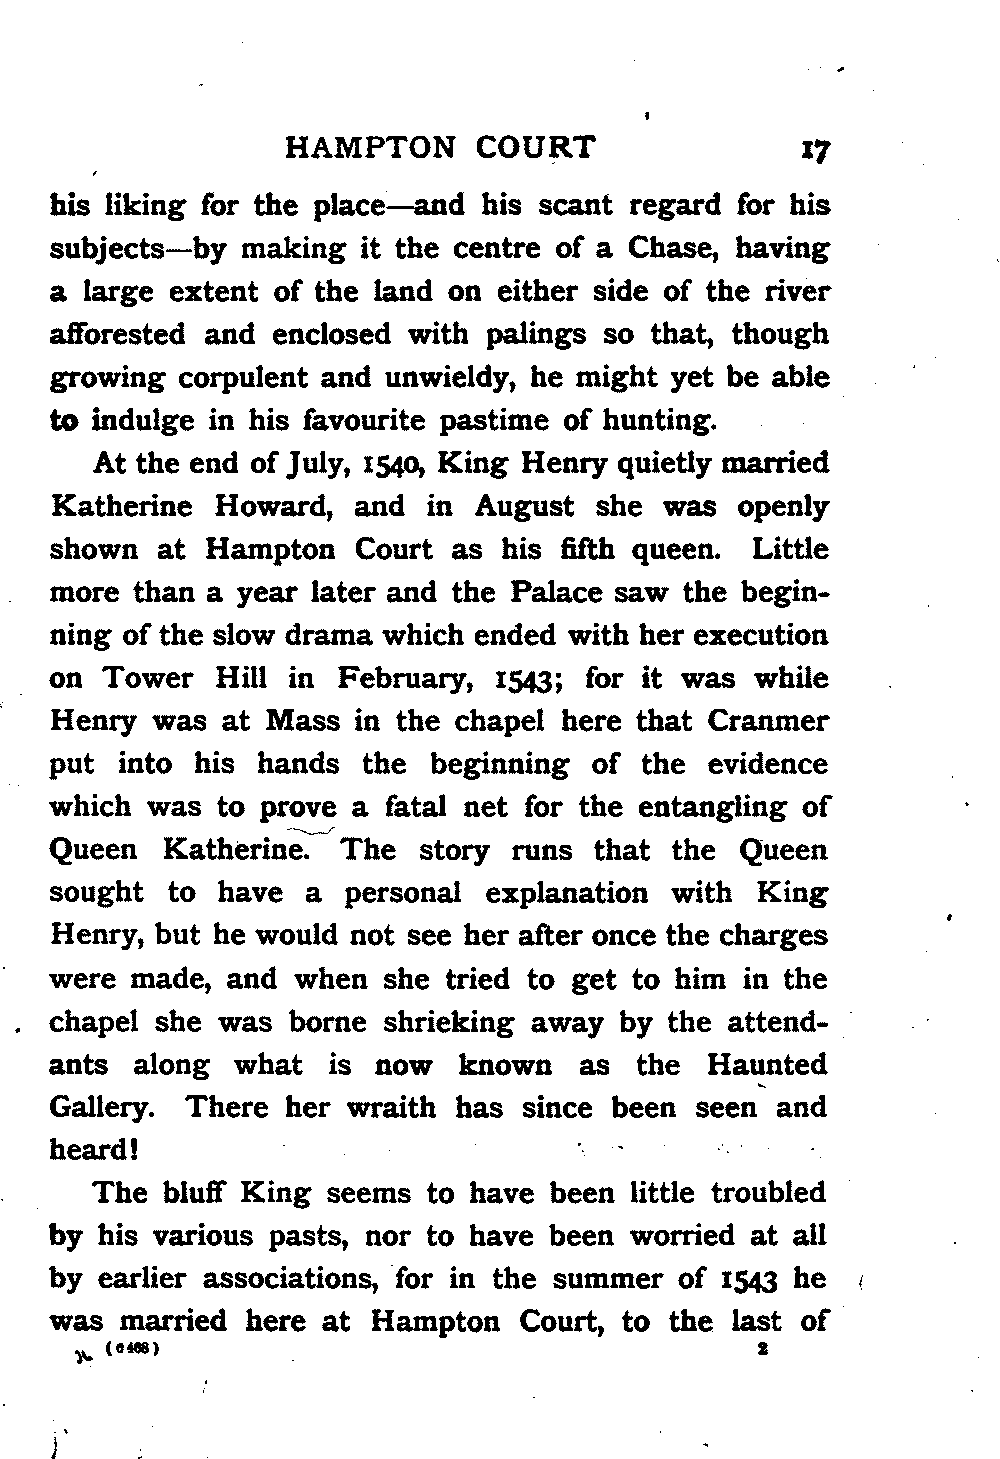 HAMPTON COURT 17
his liking for the place—and his scant regard for his
subjects—by making it the centre of a Chase, having
a large extent of the land on either side of the river
afforested and enclosed with palings so that, though
growing corpulent and unwieldy, he might yet be able
to indulge in his favourite pastime of hunting.
At the end of July, 1540, King Henry quietly married
Katherine Howard, and in August she was openly
shown at Hampton Court as his fifth queen. Little
more than a year later and the Palace saw the begin-
ning of the slow drama which ended with her execution
on Tower Hill in February, 1543; for it was while
Henry was at Mass in the chapel here that Cranmer
put into his hands the beginning of the evidence
which was to prove a fatal net for the entangling of
Queen Katherine. The story runs that the Queen
sought to have a personal explanation with King
Henry, but he would not see her after once the charges
were made, and when she tried to get to him in the
chapel she was borne shrieking away by the attend-
ants along what is now known as the Haunted
Gallery. There her wraith has since been seen and
heard!
The bluff King seems to have been little troubled
by his various pasts, nor to have been worried at all
by earlier associations, for in the summer of 1543 he
was married here at Hampton Court, to the last of
2